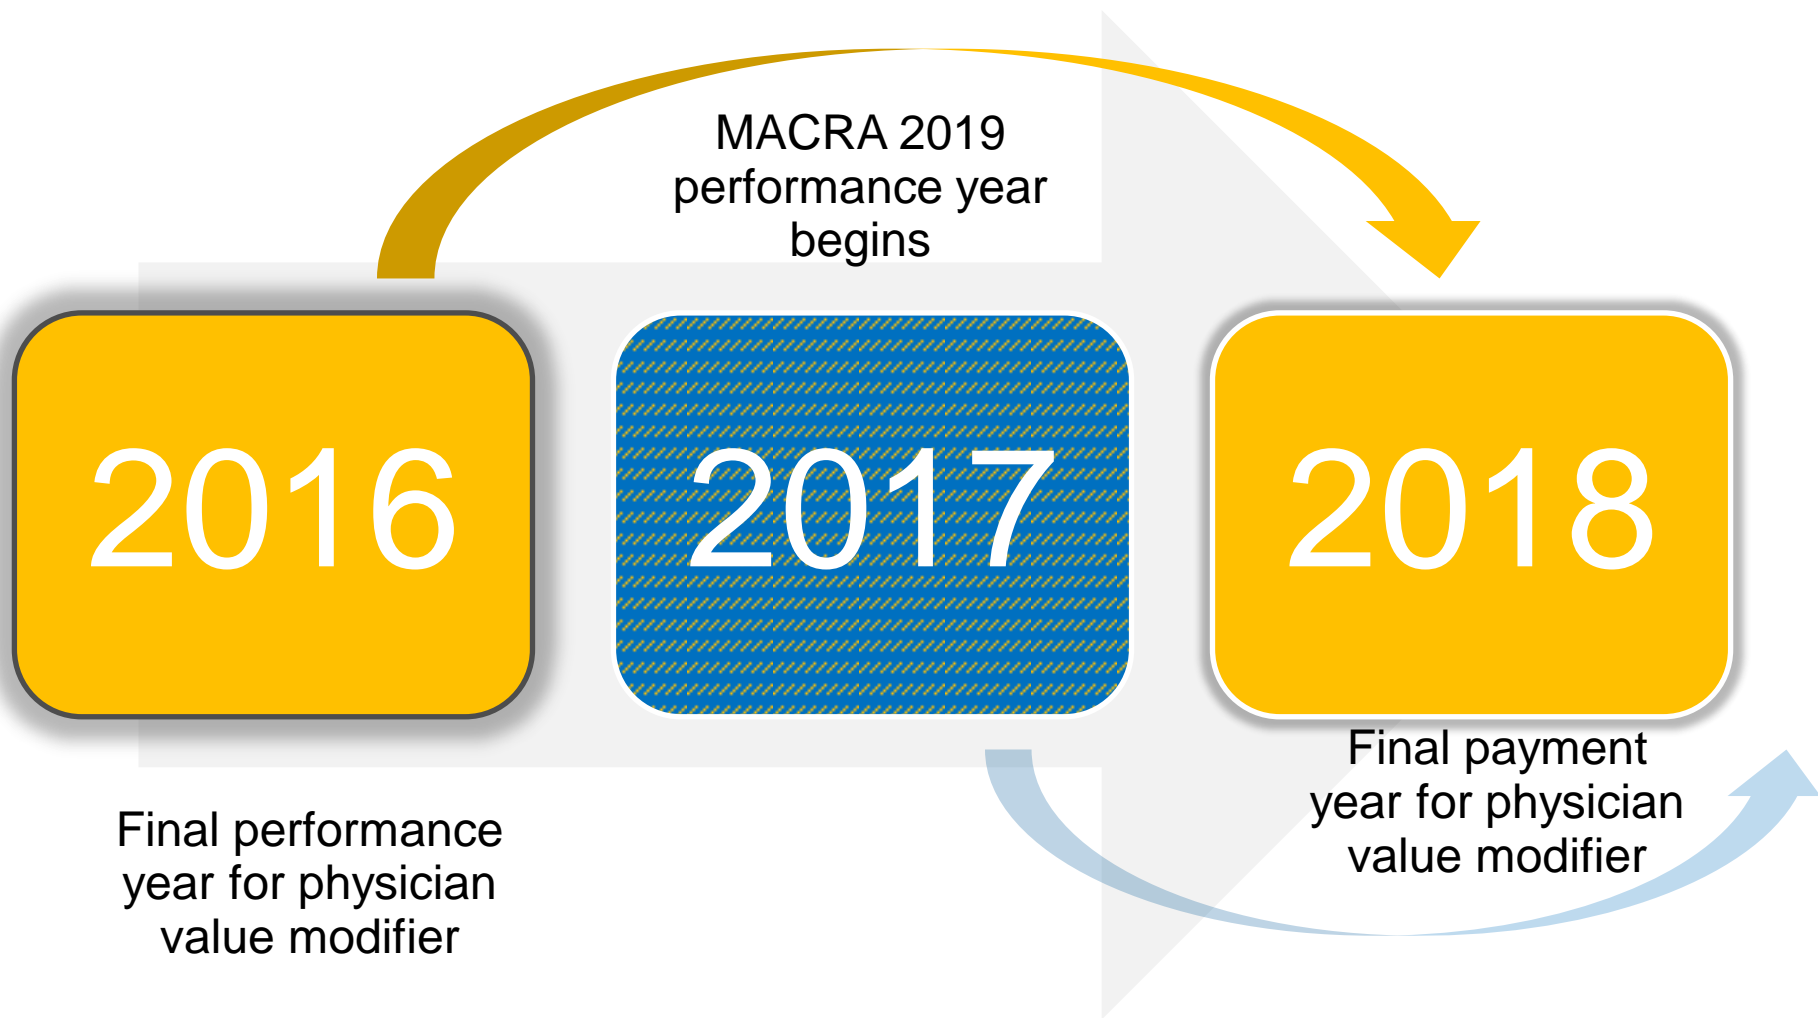 MACRA 2019
performance year
begins
2016
2017
2018
Final performance
year for physician
value modifier
Final payment
year for physician
value modifier